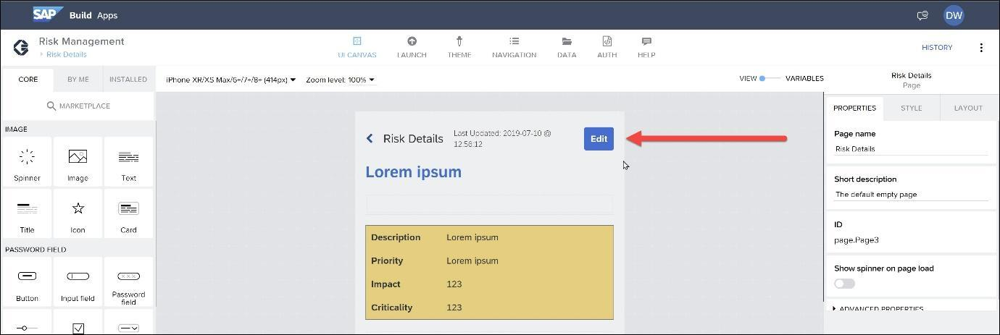 SAP Build Apps
DW
Risk Management
Risk Details
UI CANVAS LAUNCH THEME NAVIGATION DATA AUTH HELP
HISTORY
CORE BY ME INSTALLED
MARKETPLACE
IMAGE
Spinner Image Text
Title Icon Card
PASSWORD FIELD
Button Input field Password
field
iPhone XR/XS Max/6+/7+/8+ (414px) Zoom level: 100%
VIEW VARIABLES
Risk Details
Last Updated: 2019-07-10 @
12:56:12
Edit
Lorem ipsum
Description Lorem ipsum
Priority Lorem ipsum
Impact 123
Criticality 123
Risk Details
Page
PROPERTIES STYLE LAYOUT
Page name
Risk Details
Short description
The default empty page
ID
page.Page3
Show spinner on page load
ADVANCED PROPERTIES